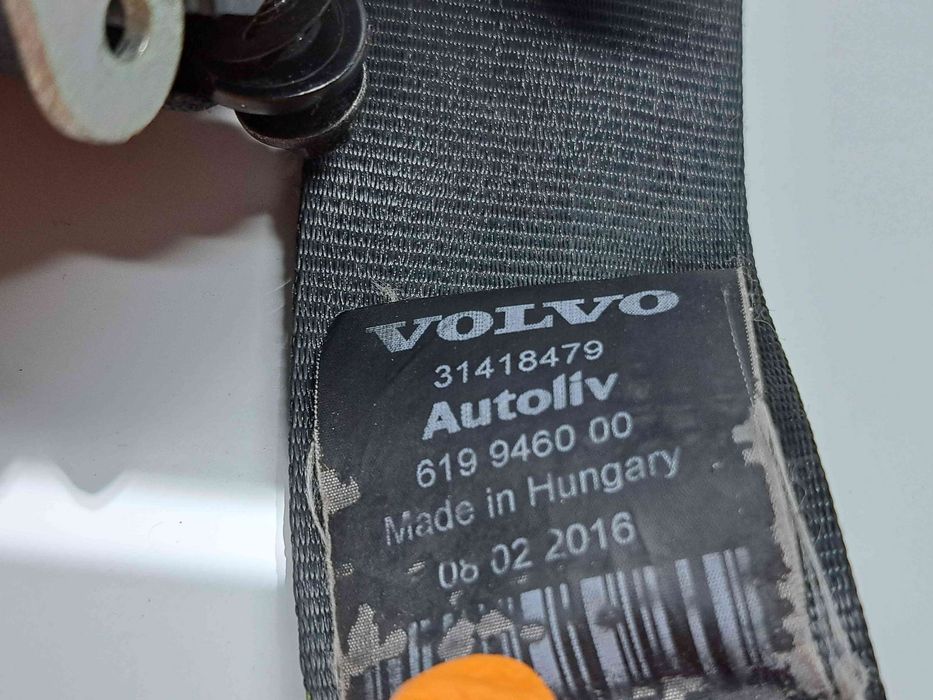 VOLVO
31418479
Autoliv
619 9460 00
Made in Hungary
08 02 2016